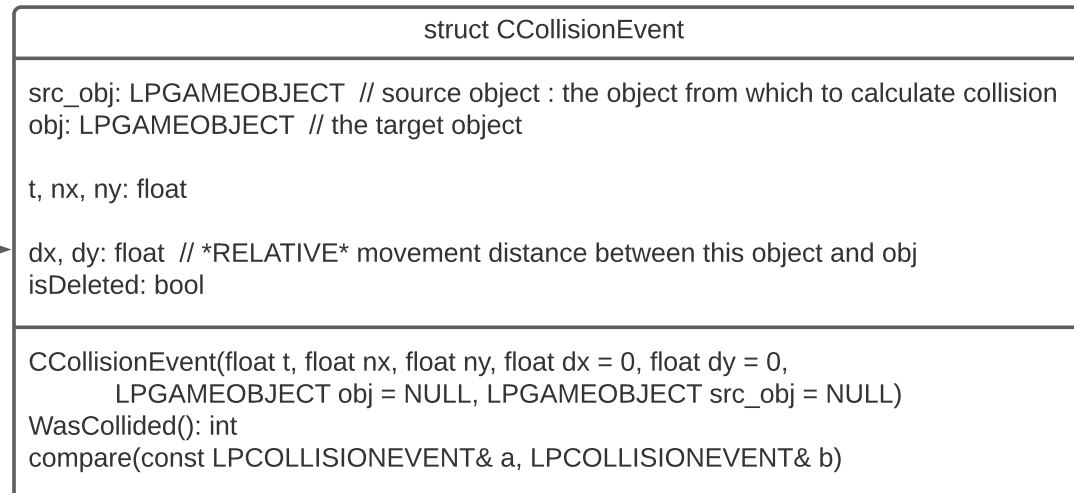 struct CCollisionEvent
src_obj: LPGAMEOBJECT // source object : the object from which to calculate collision
obj: LPGAMEOBJECT // the target object
t, nx, ny: float
dx, dy: float // *RELATIVE* movement distance between this object and obj
isDeleted: bool
CCollisionEvent(float t, float nx, float ny, float dx = 0, float dy = 0,
LPGAMEOBJECT obj = NULL, LPGAMEOBJECT src_obj = NULL)
WasCollided(): int
compare(const LPCOLLISIONEVENT& a, LPCOLLISIONEVENT& b)